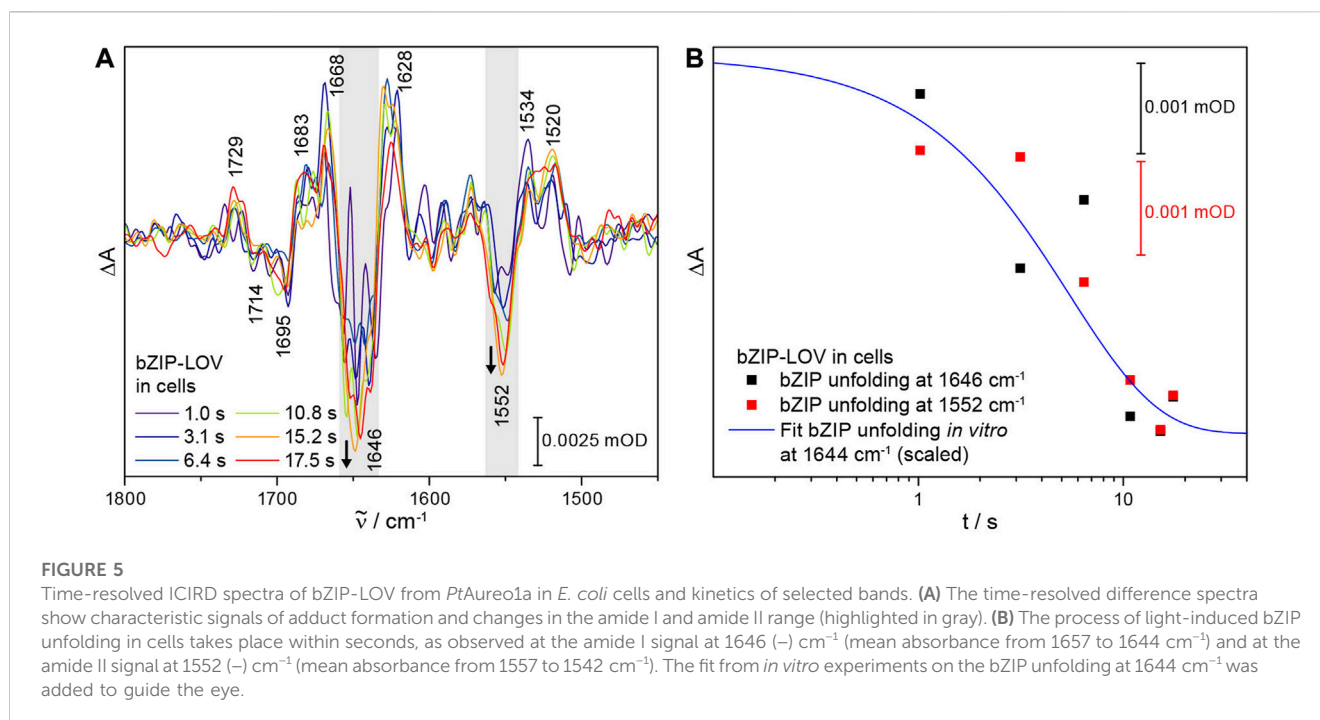 A
1729
1683
1668
1628
1534
1520
1714
1695
1646
1552
ΔA
bZIP-LOV
in cells
1.0 s
10.8 s
3.1 s
15.2 s
6.4 s
17.5 s
0.0025 mOD
1800
1700
1600
1500
ṽ / cm⁻¹
B
0.001 mOD
0.001 mOD
ΔA
bZIP-LOV in cells
bZIP unfolding at 1646 cm⁻¹
bZIP unfolding at 1552 cm⁻¹
Fit bZIP unfolding in vitro
at 1644 cm⁻¹ (scaled)
1
10
t / s
FIGURE 5
Time-resolved ICIRD spectra of bZIP-LOV from PtAureo1a in E. coli cells and kinetics of selected bands. (A) The time-resolved difference spectra
show characteristic signals of adduct formation and changes in the amide I and amide II range (highlighted in gray). (B) The process of light-induced bZIP
unfolding in cells takes place within seconds, as observed at the amide I signal at 1646 (–) cm⁻¹ (mean absorbance from 1657 to 1644 cm⁻¹) and at the
amide II signal at 1552 (–) cm⁻¹ (mean absorbance from 1557 to 1542 cm⁻¹). The fit from in vitro experiments on the bZIP unfolding at 1644 cm⁻¹ was
added to guide the eye.